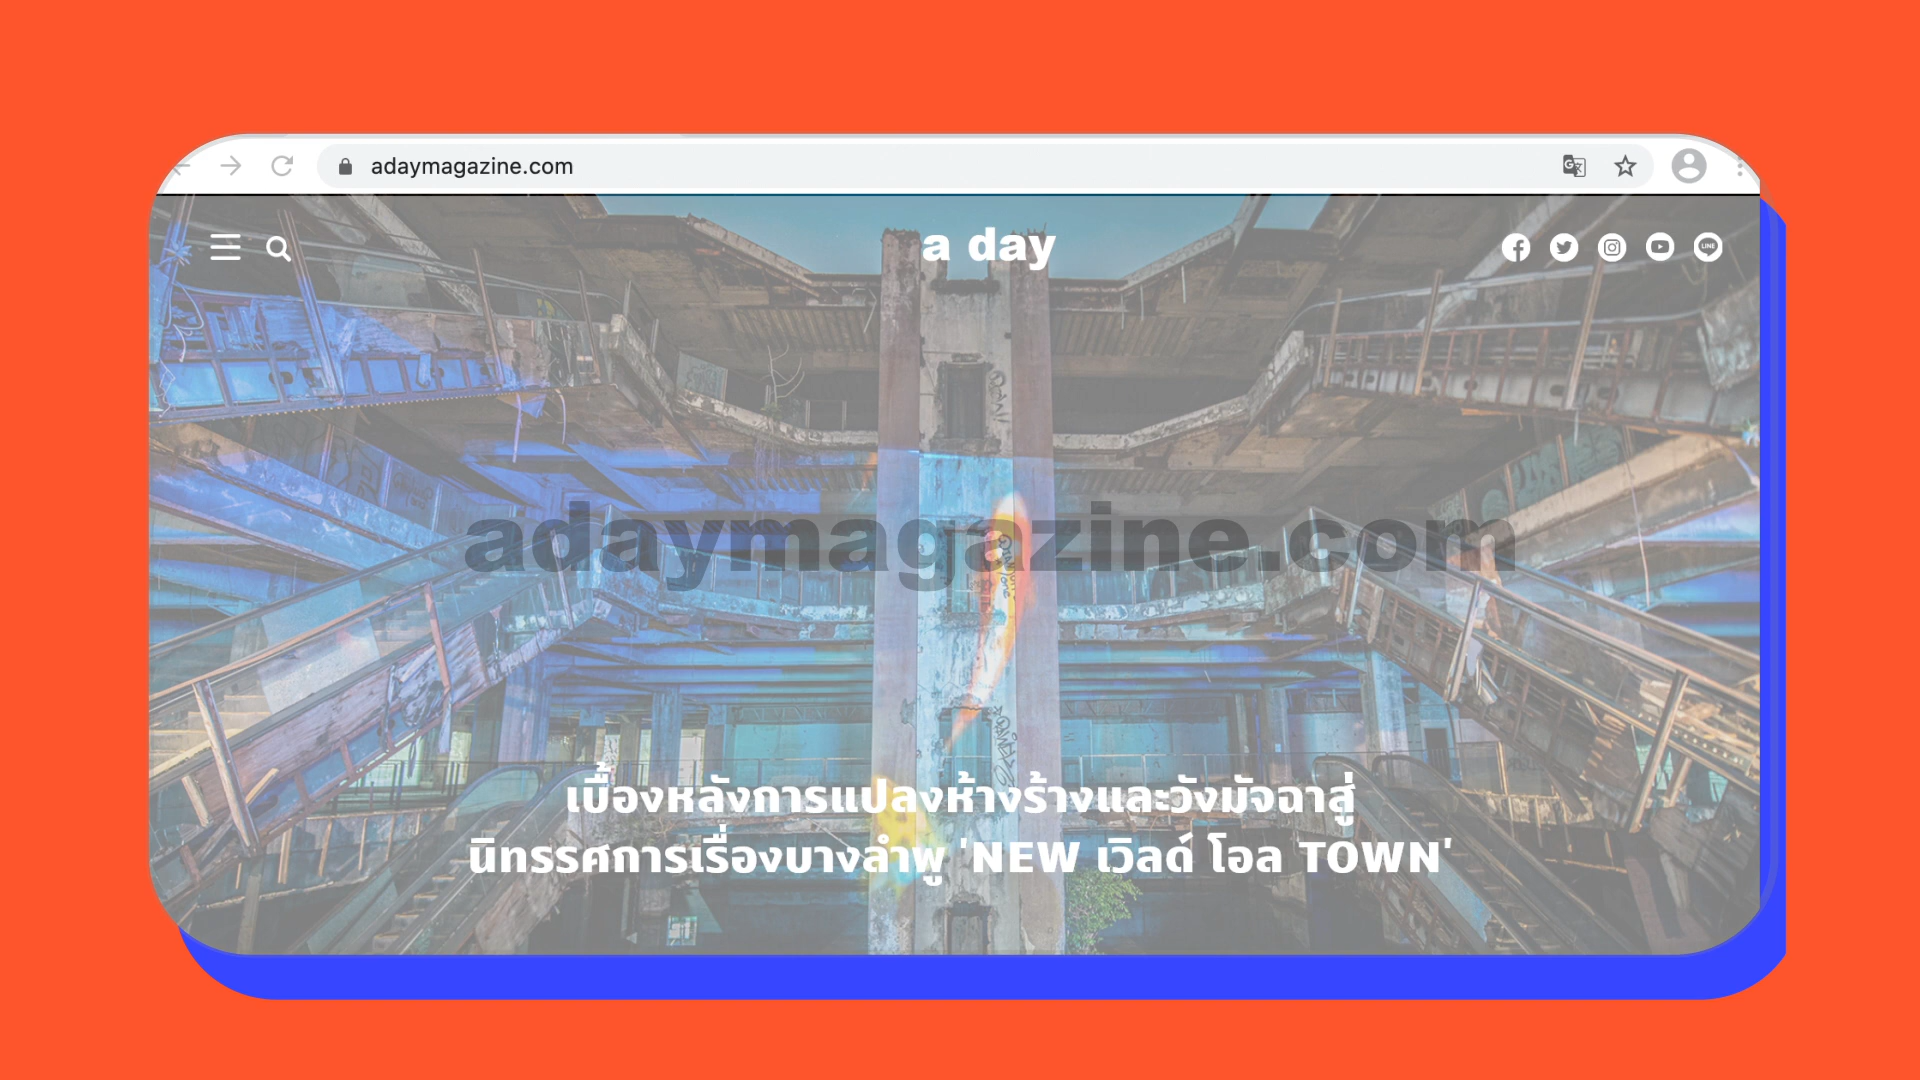 adaymagazine.com
a day
LINE
adaymagazine.com
เบื้องหลังการแปลงห้างร้างและวังมัจฉาสู่
นิทรรศการเรื่องบางลำพู 'NEW เวิลด์ โอล TOWN'